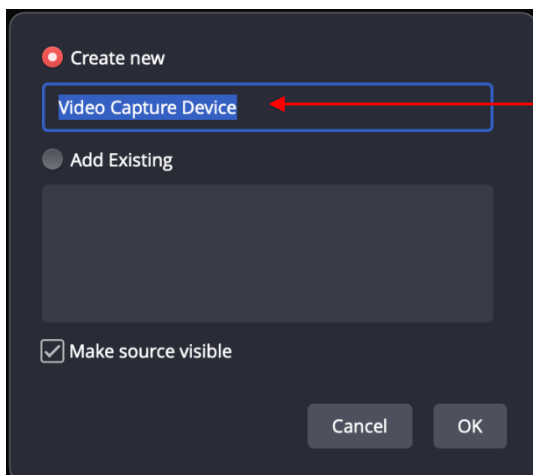 Create new
Video Capture Device
Add Existing
Make source visible
Cancel OK